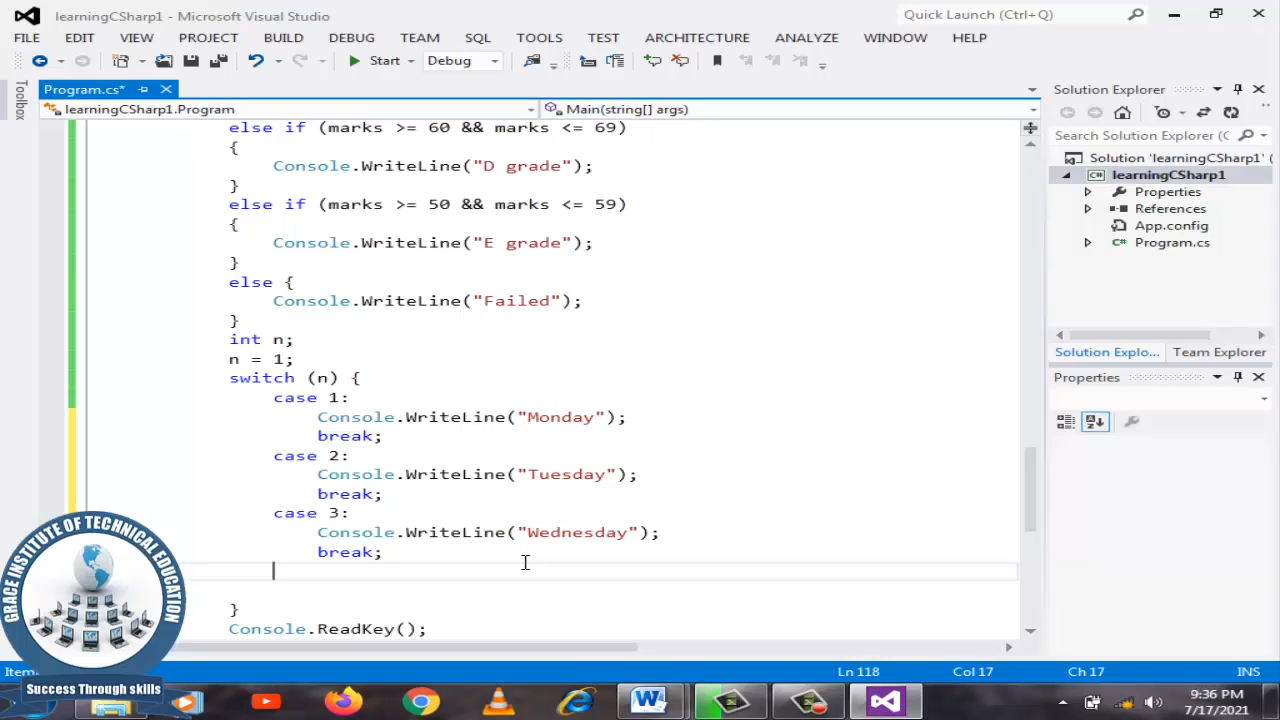 learningCSharp1 - Microsoft Visual Studio
Quick Launch (Ctrl+Q)
FILE EDIT VIEW PROJECT BUILD DEBUG TEAM SQL TOOLS TEST ARCHITECTURE ANALYZE WINDOW HELP
Start Debug
Toolbox
Program.cs*
learningCSharp1.Program
Main(string[] args)
else if (marks >= 60 && marks <= 69)
{
Console.WriteLine("D grade");
}
else if (marks >= 50 && marks <= 59)
{
Console.WriteLine("E grade");
}
else {
Console.WriteLine("Failed");
}
int n;
n = 1;
switch (n) {
case 1:
Console.WriteLine("Monday");
break;
case 2:
Console.WriteLine("Tuesday");
break;
case 3:
Console.WriteLine("Wednesday");
break;
}
Console.ReadKey();
Solution Explorer
Search Solution Explorer (C
Solution 'learningCSharp1' (
learningCSharp1
Properties
References
App.config
Program.cs
Solution Explo... Team Explorer
Properties
Item
Ln 118 Col 17 Ch 17 INS
GRACE INSTITUTE OF TECHNICAL EDUCATION
Success Through skills
9:36 PM
7/17/2021